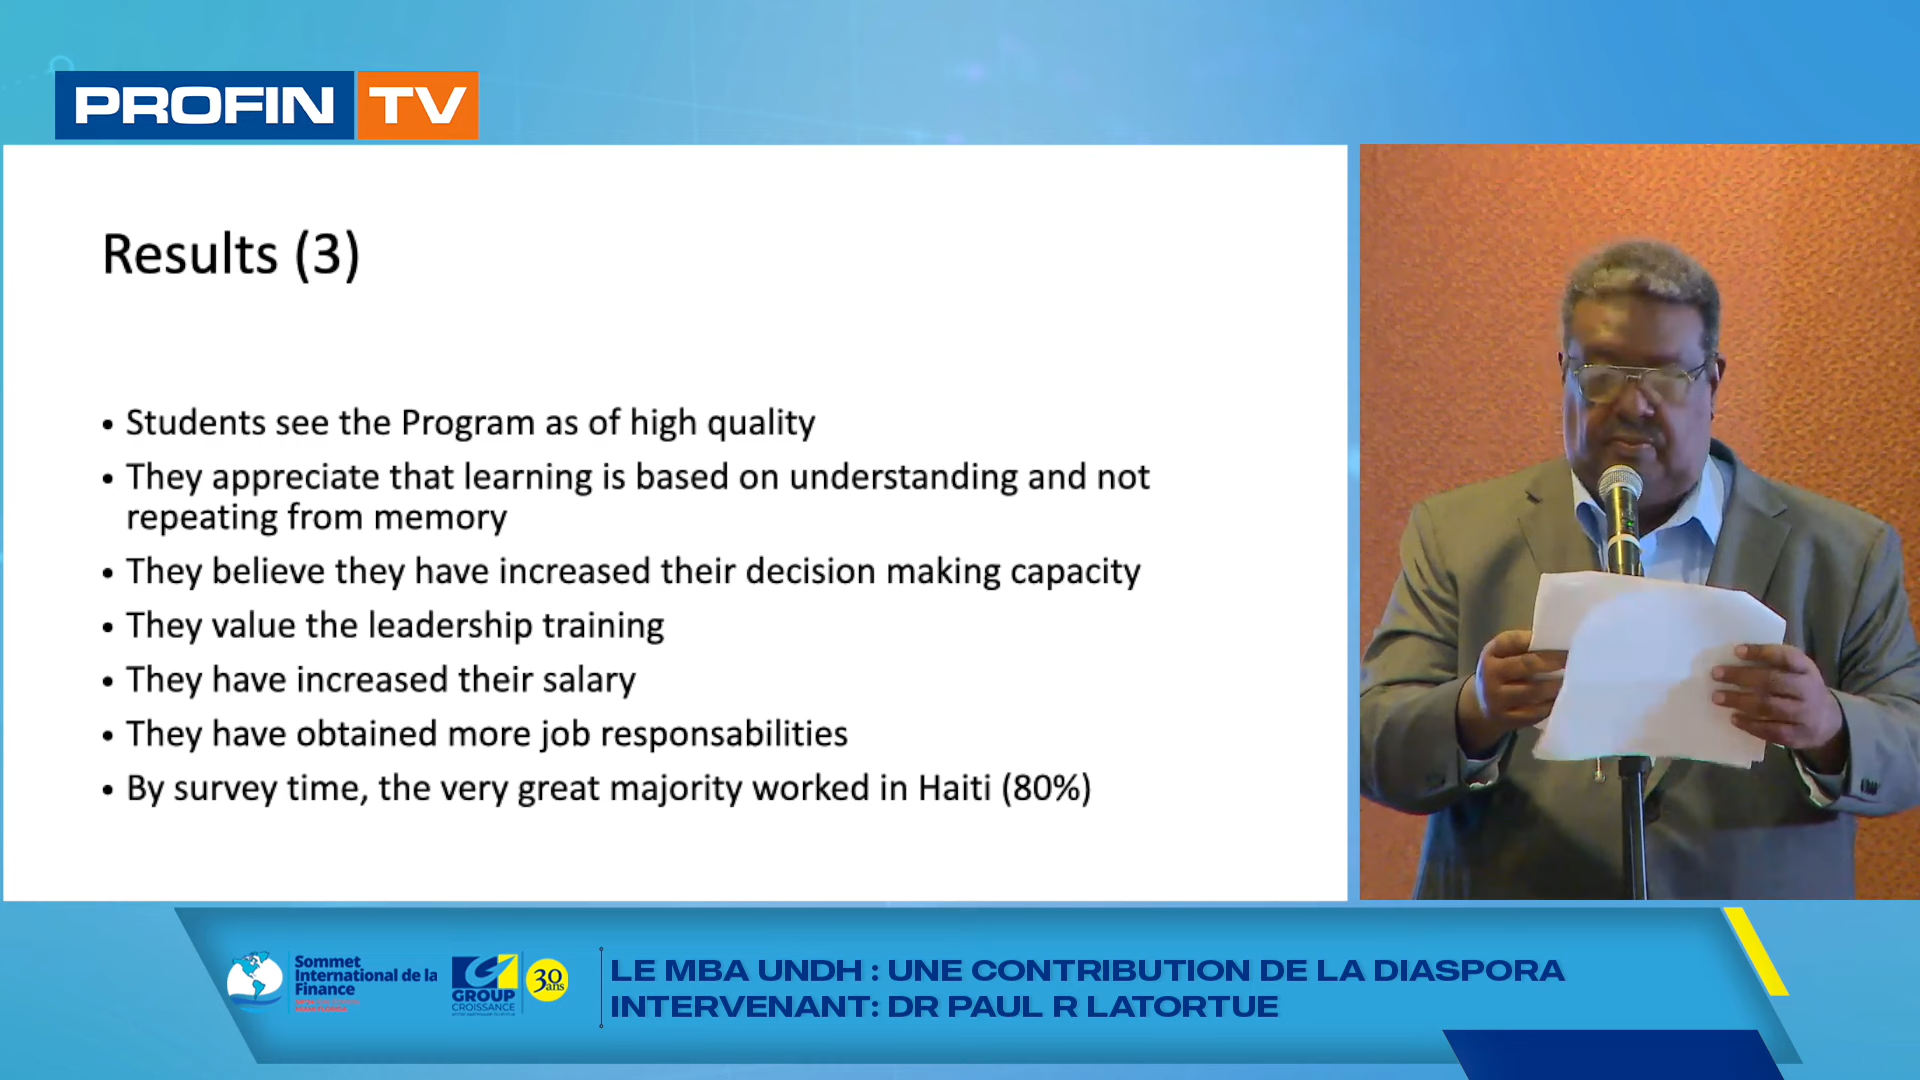 PROFIN TV
Results (3)
• Students see the Program as of high quality
• They appreciate that learning is based on understanding and not
repeating from memory
• They believe they have increased their decision making capacity
• They value the leadership training
• They have increased their salary
• They have obtained more job responsabilities
• By survey time, the very great majority worked in Haiti (80%)
Sommet
International de la
Finance
G
GROUP
CROISSANCE
30
ans
LE MBA UNDH : UNE CONTRIBUTION DE LA DIASPORA
INTERVENANT: DR PAUL R LATORTUE